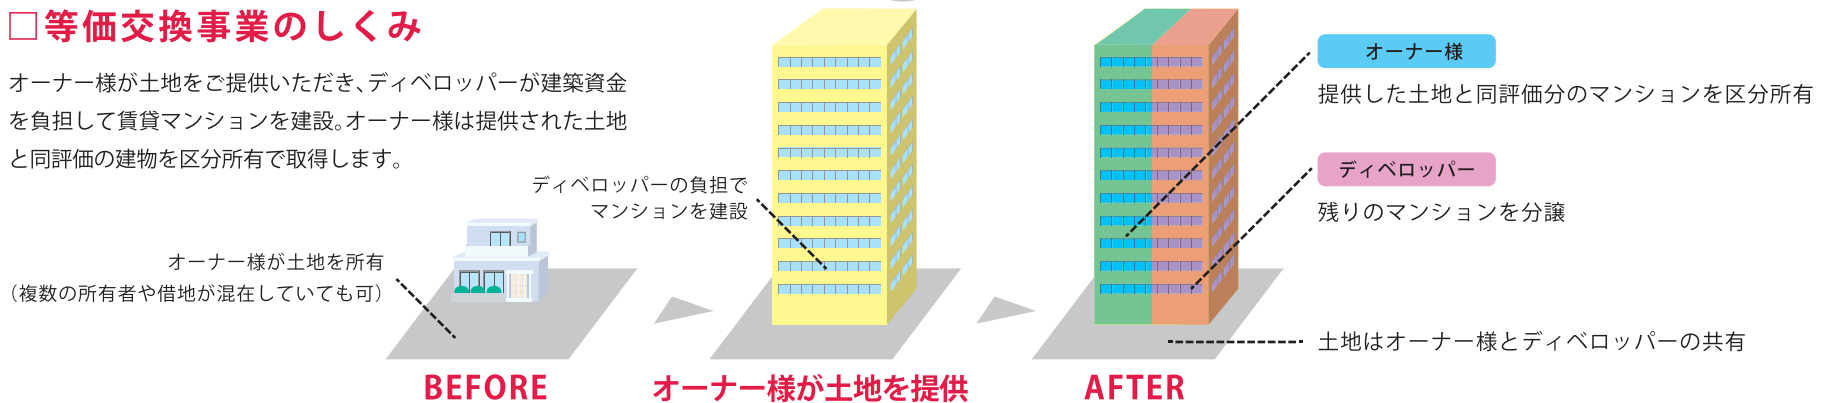 □等価交換事業のしくみ
オーナー様が土地をご提供いただき、ディベロッパーが建築資金
を負担して賃貸マンションを建設。オーナー様は提供された土地
と同評価の建物を区分所有で取得します。
オーナー様が土地を所有
（複数の所有者や借地が混在していても可）
BEFORE
ディベロッパーの負担で
マンションを建設
オーナー様が土地を提供
オーナー様
提供した土地と同評価分のマンションを区分所有
ディベロッパー
残りのマンションを分譲
土地はオーナー様とディベロッパーの共有
AFTER